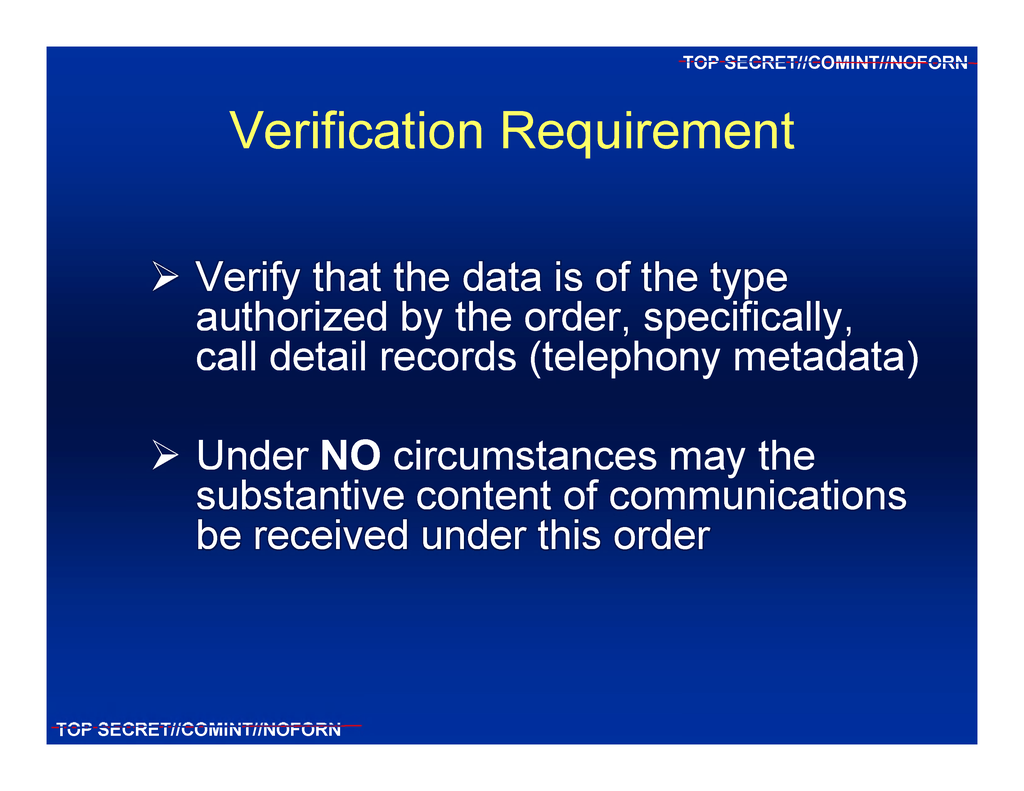 TOP SECRET//COMINT//NOFORN
Verification Requirement
➢ Verify that the data is of the type
authorized by the order, specifically,
call detail records (telephony metadata)
➢ Under NO circumstances may the
substantive content of communications
be received under this order
TOP SECRET//COMINT//NOFORN